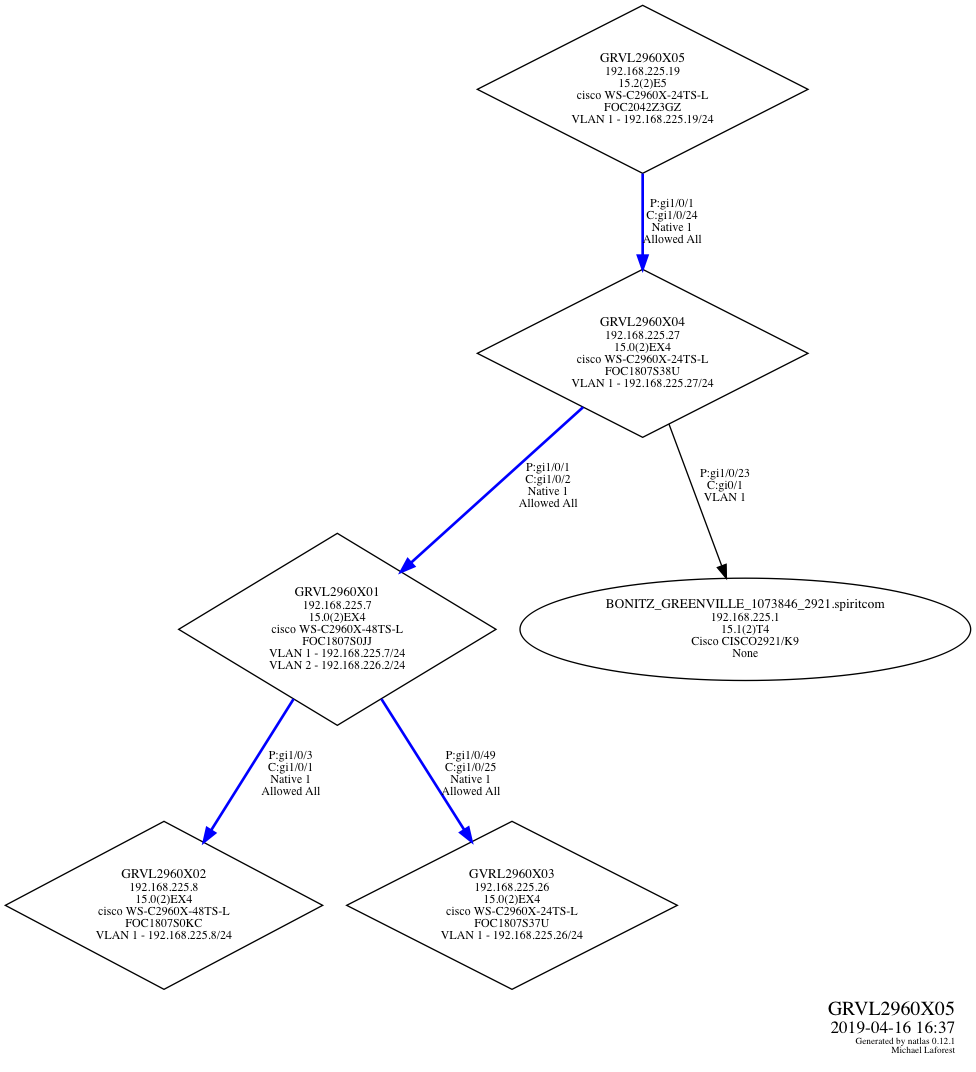 GRVL2960X05
192.168.225.19
15.2(2)E5
cisco WS-C2960X-24TS-L
FOC2042Z3GZ
VLAN 1 - 192.168.225.19/24
P:gi1/0/1
C:gi1/0/24
Native 1
Allowed All
GRVL2960X04
192.168.225.27
15.0(2)EX4
cisco WS-C2960X-24TS-L
FOC1807S38U
VLAN 1 - 192.168.225.27/24
P:gi1/0/1
C:gi1/0/2
Native 1
Allowed All
P:gi1/0/23
C:gi0/1
VLAN 1
GRVL2960X01
192.168.225.7
15.0(2)EX4
cisco WS-C2960X-48TS-L
FOC1807S0JJ
VLAN 1 - 192.168.225.7/24
VLAN 2 - 192.168.226.2/24
BONITZ_GREENVILLE_1073846_2921.spiritcom
192.168.225.1
15.1(2)T4
Cisco CISCO2921/K9
None
P:gi1/0/3
C:gi1/0/1
Native 1
Allowed All
P:gi1/0/49
C:gi1/0/25
Native 1
Allowed All
GRVL2960X02
192.168.225.8
15.0(2)EX4
cisco WS-C2960X-48TS-L
FOC1807S0KC
VLAN 1 - 192.168.225.8/24
GVRL2960X03
192.168.225.26
15.0(2)EX4
cisco WS-C2960X-24TS-L
FOC1807S37U
VLAN 1 - 192.168.225.26/24
GRVL2960X05
2019-04-16 16:37
Generated by natlas 0.12.1
Michael Laforest